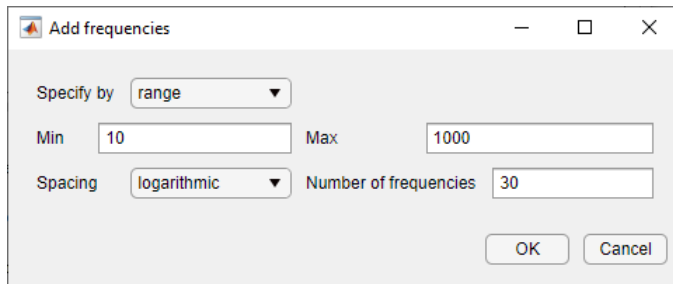 Add frequencies
Specify by range
Min 10 Max 1000
Spacing logarithmic Number of frequencies 30
OK Cancel